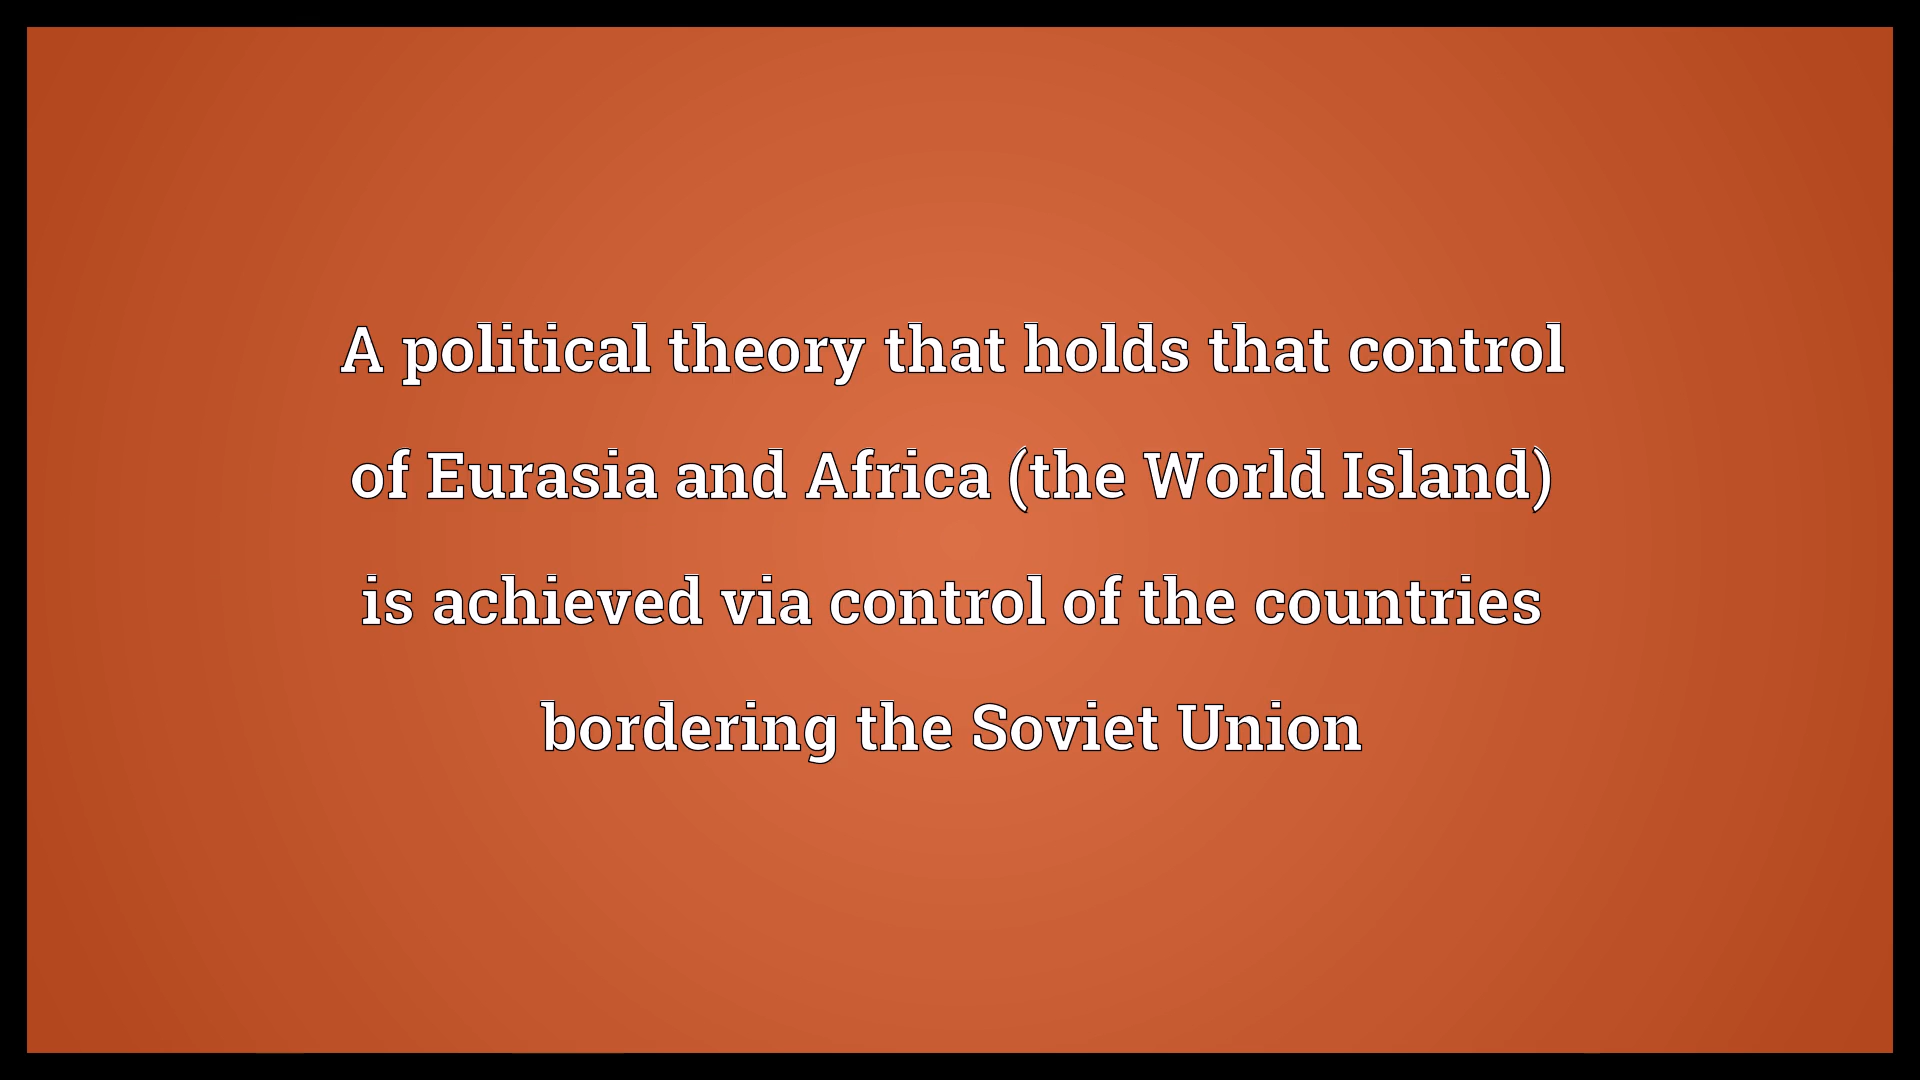 A political theory that holds that control
of Eurasia and Africa (the World Island)
is achieved via control of the countries
bordering the Soviet Union